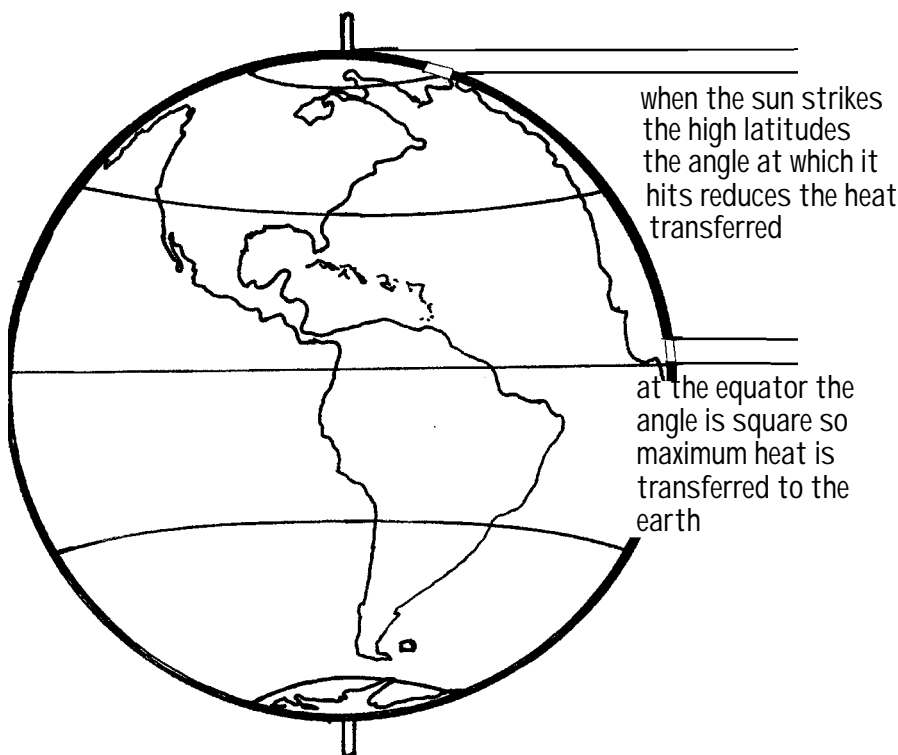 when the sun strikes
the high latitudes
the angle at which it
hits reduces the heat
transferred
at the equator the
angle is square so
maximum heat is
transferred to the
earth